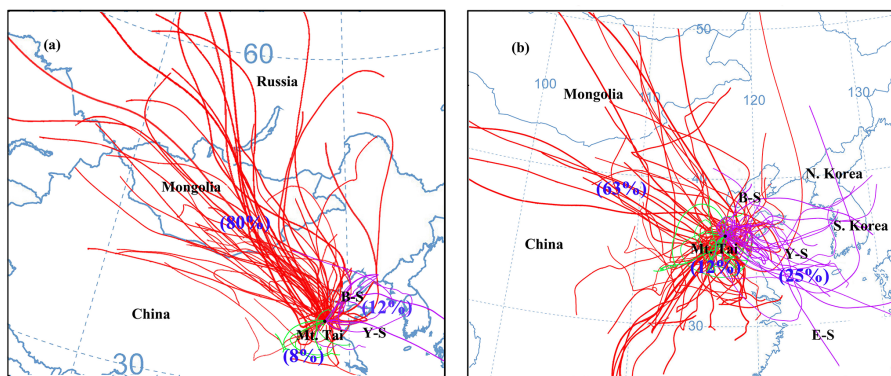 (a)
60
Russia
Mongolia
(80%)
China
B-S
(12%)
Mt. Tai
Y-S
(8%)
30
(b)
50
100
Mongolia
110
120
130
40
N. Korea
(63%)
B-S
S. Korea
China
Mt. Tai
Y-S
(12%)
(25%)
30
E-S